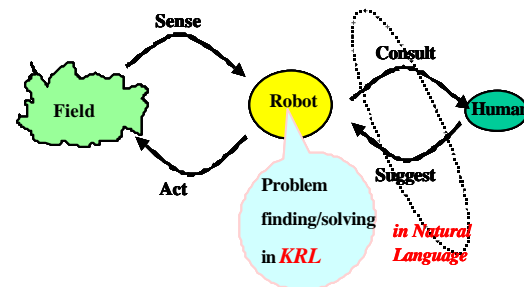 Sense
Consult
Field
Robot
Human
Act
Suggest
Problem
finding/solving
in KRL
in Natural
Language